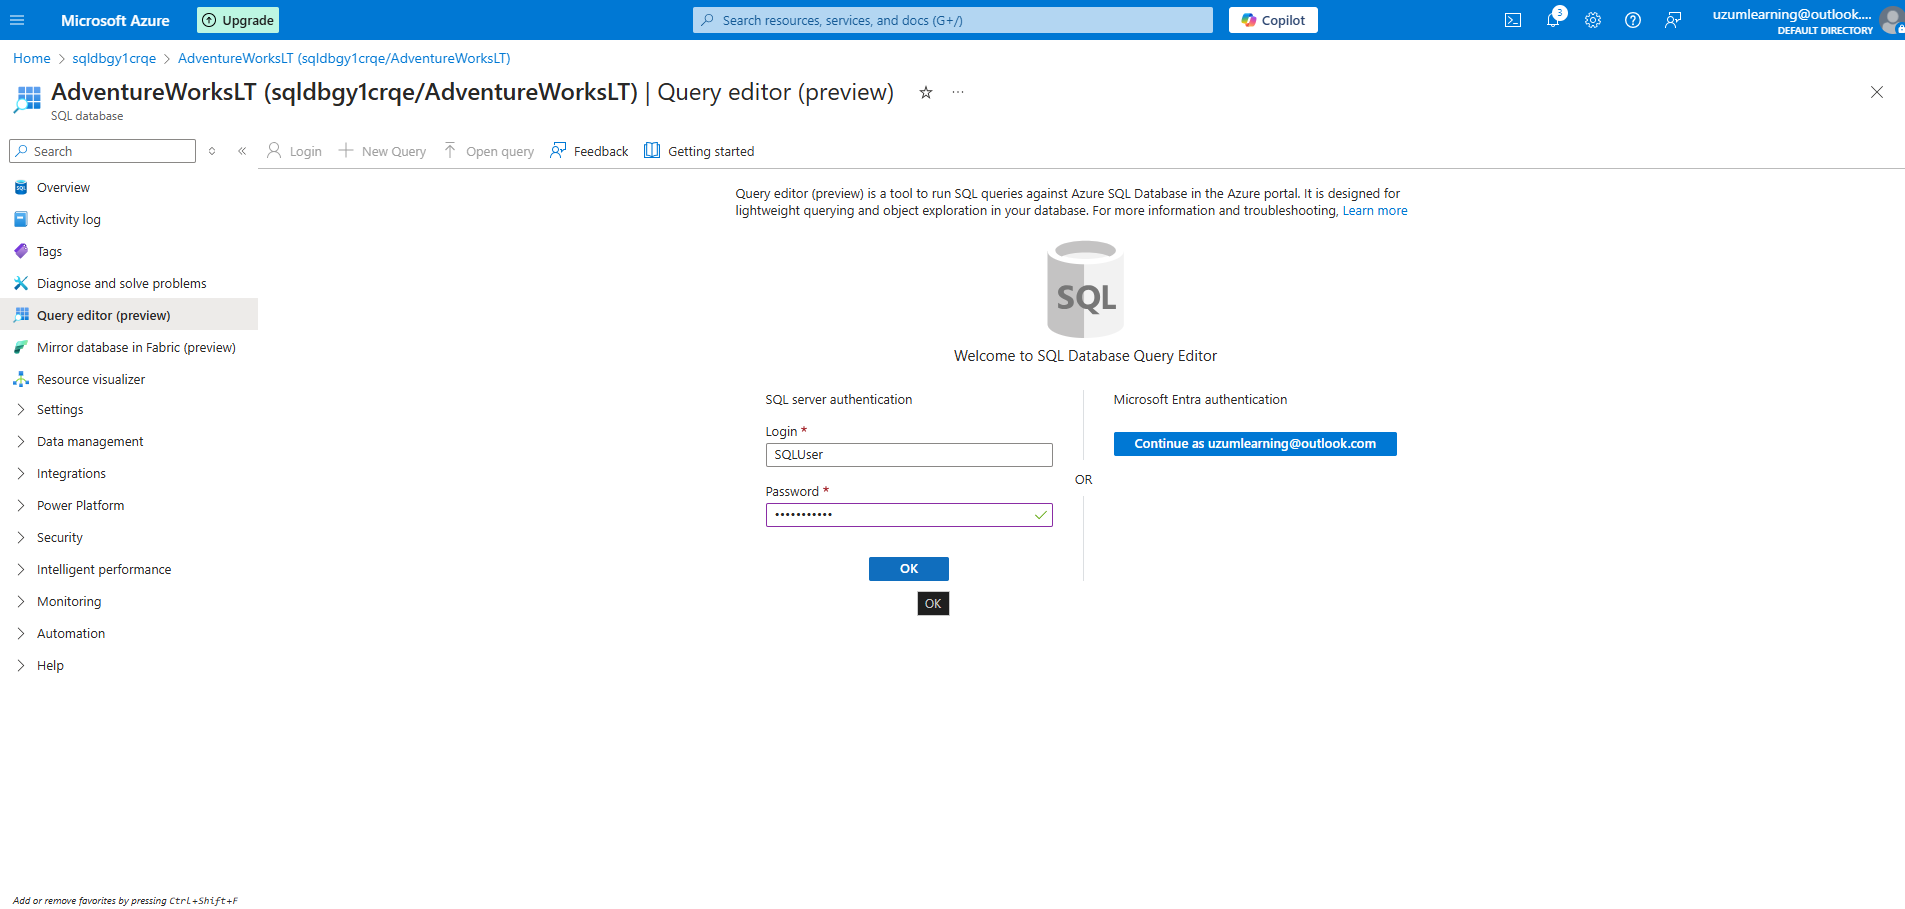 Microsoft Azure
Upgrade
Search resources, services, and docs (G+/)
Copilot
3
uzumlearning@outlook....
DEFAULT DIRECTORY
Home > sqldbgy1crqe > AdventureWorksLT (sqldbgy1crqe/AdventureWorksLT)
AdventureWorksLT (sqldbgy1crqe/AdventureWorksLT) | Query editor (preview)
SQL database
Search
Login
New Query
Open query
Feedback
Getting started
Overview
Activity log
Tags
Diagnose and solve problems
Query editor (preview)
Mirror database in Fabric (preview)
Resource visualizer
Settings
Data management
Integrations
Power Platform
Security
Intelligent performance
Monitoring
Automation
Help
Query editor (preview) is a tool to run SQL queries against Azure SQL Database in the Azure portal. It is designed for
lightweight querying and object exploration in your database. For more information and troubleshooting, Learn more
SQL
Welcome to SQL Database Query Editor
SQL server authentication
Login *
SQLUser
Password *
•••••••••••
OK
OK
OR
Microsoft Entra authentication
Continue as uzumlearning@outlook.com
Add or remove favorites by pressing Ctrl+Shift+F